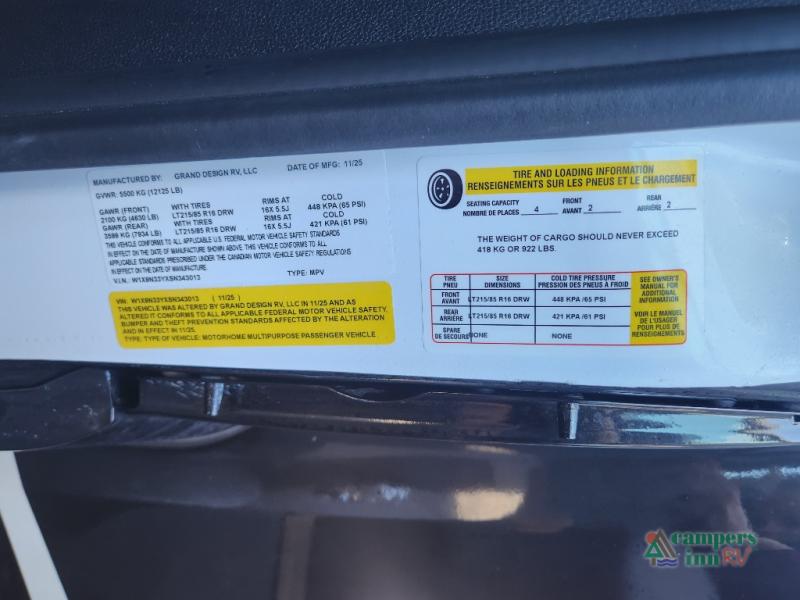 MANUFACTURED BY: GRAND DESIGN RV, LLC DATE OF MFG: 11/25
GVWR: 5500 KG (12125 LB)
GAWR (FRONT) WITH TIRES RIMS AT COLD
2100 KG (4630 LB) LT215/85 R16 DRW 16X 5.5J 448 KPA (65 PSI)
GAWR (REAR) WITH TIRES RIMS AT COLD
3599 KG (7934 LB) LT215/85 R16 DRW 16X 5.5J 421 KPA (61 PSI)
THIS VEHICLE CONFORMS TO ALL APPLICABLE U.S. FEDERAL MOTOR VEHICLE SAFETY STANDARDS
IN EFFECT ON THE DATE OF MANUFACTURE SHOWN ABOVE. THIS VEHICLE CONFORMS TO ALL
APPLICABLE STANDARDS PRESCRIBED UNDER THE CANADIAN MOTOR VEHICLE SAFETY REGULATIONS
IN EFFECT ON THE DATE OF MANUFACTURE
V.I.N.: W1X8N33YXSN343013 TYPE: MPV
VIN: W1X8N33YXSN343013 (11/25)
THIS VEHICLE WAS ALTERED BY GRAND DESIGN RV, LLC IN 11/25 AND AS
ALTERED IT CONFORMS TO ALL APPLICABLE FEDERAL MOTOR VEHICLE SAFETY,
BUMPER AND THEFT PREVENTION STANDARDS AFFECTED BY THE ALTERATION
AND IN EFFECT IN 11/25.
TYPE: TYPE OF VEHICLE: MOTORHOME MULTIPURPOSE PASSENGER VEHICLE
TIRE AND LOADING INFORMATION
RENSEIGNEMENTS SUR LES PNEUS ET LE CHARGEMENT
SEATING CAPACITY FRONT REAR
NOMBRE DE PLACES 4 AVANT 2 ARRIÈRE 2
THE WEIGHT OF CARGO SHOULD NEVER EXCEED
418 KG OR 922 LBS.
TIRE SIZE COLD TIRE PRESSURE
PNEU DIMENSIONS PRESSION DES PNEUS À FROID
FRONT
AVANT LT215/85 R16 DRW 448 KPA /65 PSI
REAR
ARRIÈRE LT215/85 R16 DRW 421 KPA /61 PSI
SPARE
DE SECOURS NONE NONE
SEE OWNER'S
MANUAL FOR
ADDITIONAL
INFORMATION
VOIR LE MANUEL
DE L'USAGER
POUR PLUS DE
RENSEIGNEMENTS
campers
inn RV